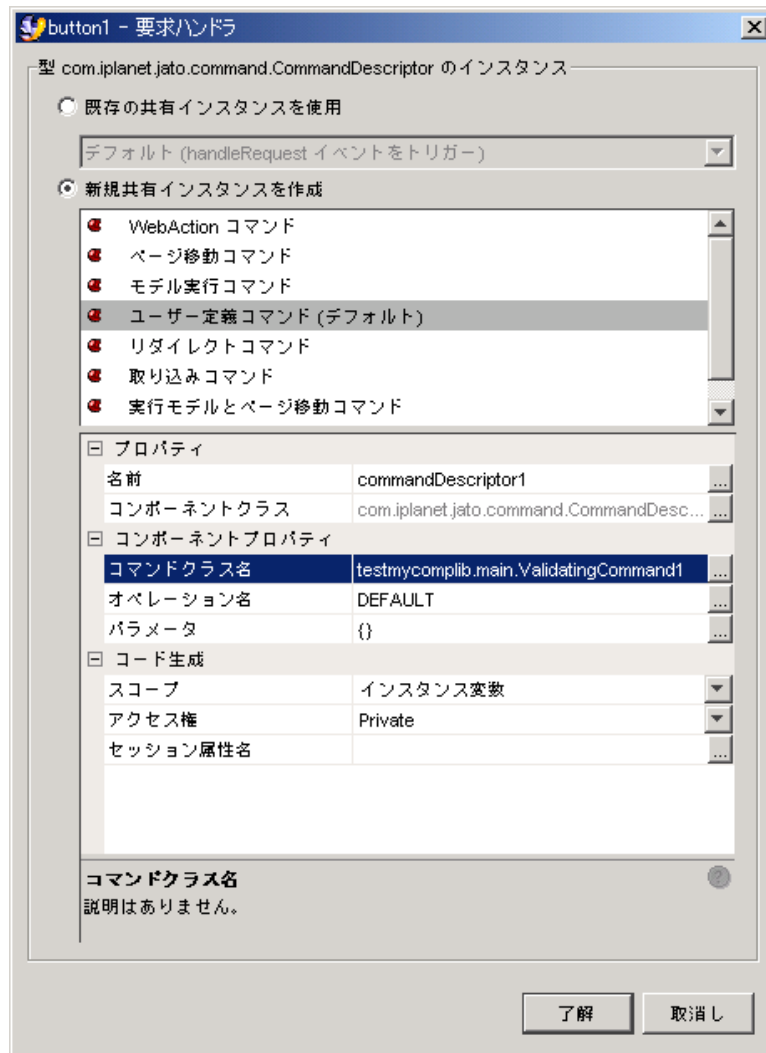 button1 - 要求ハンドラ
型 com.iplanet.jato.command.CommandDescriptor のインスタンス
既存の共有インスタンスを使用
デフォルト (handleRequest イベントをトリガー)
新規共有インスタンスを作成
WebAction コマンド
ページ移動コマンド
モデル実行コマンド
ユーザー定義コマンド (デフォルト)
リダイレクトコマンド
取り込みコマンド
実行モデルとページ移動コマンド
プロパティ
名前 commandDescriptor1 ...
コンポーネントクラス com.iplanet.jato.command.CommandDesc... ...
コンポーネントプロパティ
コマンドクラス名 testmycomplib.main.ValidatingCommand1 ...
オペレーション名 DEFAULT ...
パラメータ {} ...
コード生成
スコープ インスタンス変数
アクセス権 Private
セッション属性名 ...
コマンドクラス名 ?
説明はありません。
了解 取消し